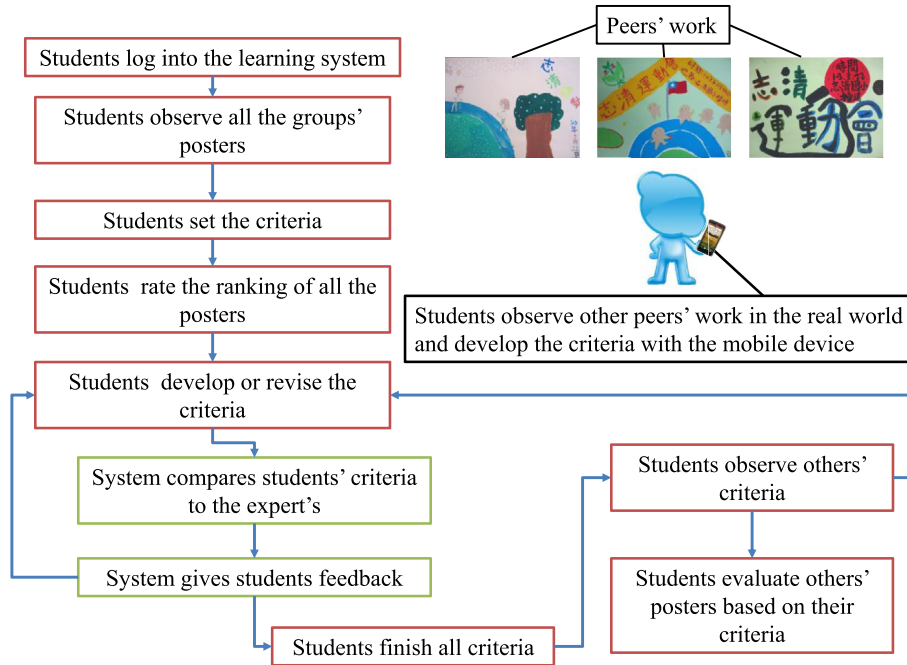 Peers' work
Students log into the learning system
Students observe all the groups'
posters
Students set the criteria
Students rate the ranking of all the
posters
Students develop or revise the
criteria
System compares students' criteria
to the expert's
System gives students feedback
Students finish all criteria
志清運動會
志清
運動會
Students observe other peers' work in the real world
and develop the criteria with the mobile device
Students observe others'
criteria
Students evaluate others'
posters based on their
criteria